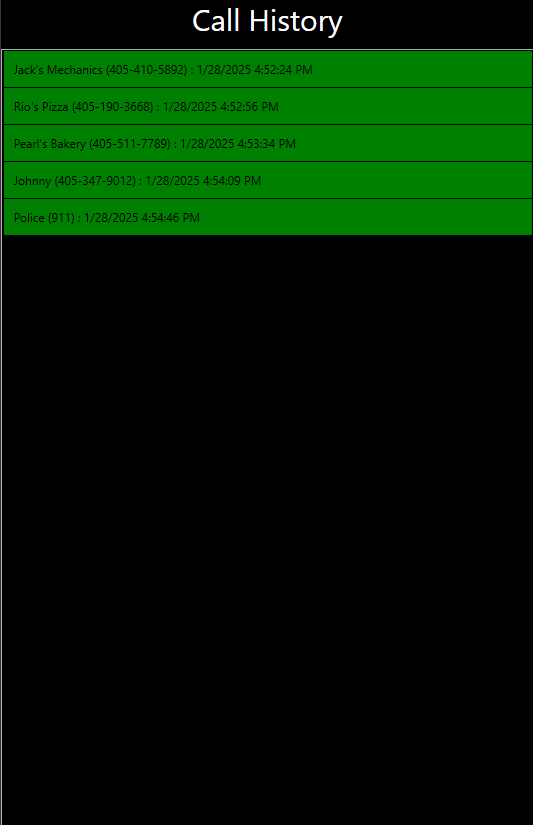 Call History
Jack's Mechanics (405-410-5892) : 1/28/2025 4:52:24 PM
Rio's Pizza (405-190-3668) : 1/28/2025 4:52:56 PM
Pearl's Bakery (405-511-7789) : 1/28/2025 4:53:34 PM
Johnny (405-347-9012) : 1/28/2025 4:54:09 PM
Police (911) : 1/28/2025 4:54:46 PM